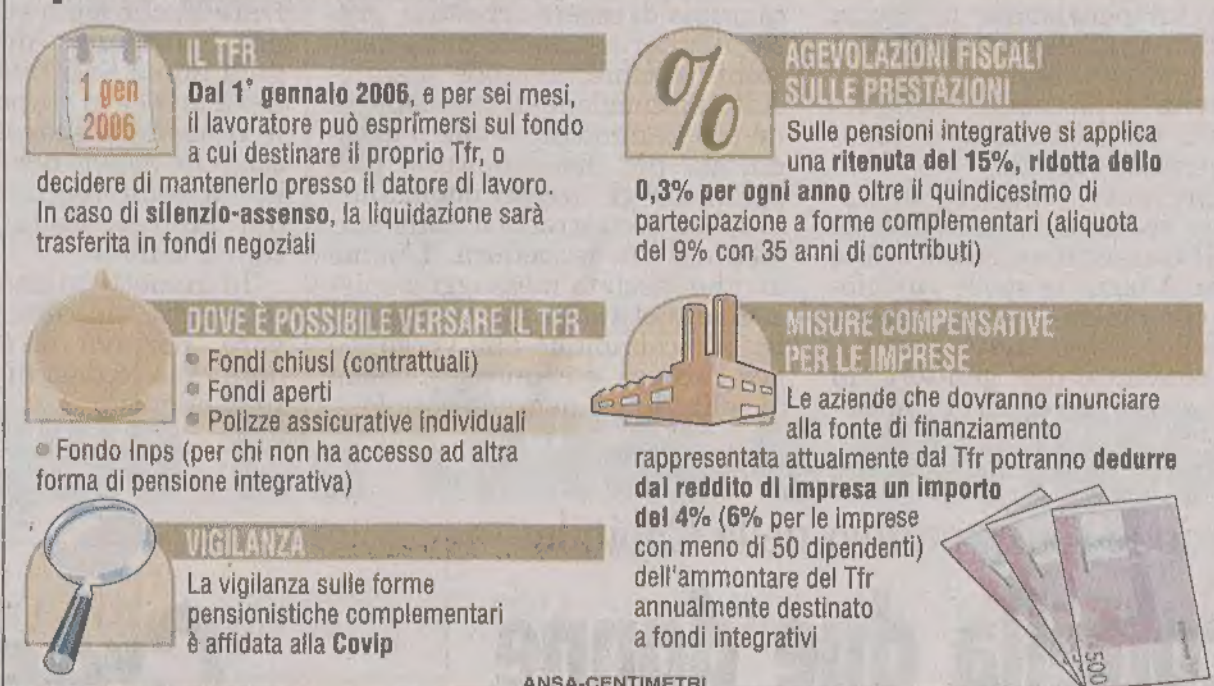 1 gen
2006
IL TFR
Dal 1° gennaio 2006, e per sei mesi,
il lavoratore può esprimersi sul fondo
a cui destinare il proprio Tfr, o
decidere di mantenerlo presso il datore di lavoro.
In caso di silenzio-assenso, la liquidazione sarà
trasferita in fondi negoziali
DOVE È POSSIBILE VERSARE IL TFR
Fondi chiusi (contrattuali)
Fondi aperti
Polizze assicurative individuali
Fondo Inps (per chi non ha accesso ad altra
forma di pensione integrativa)
VIGILANZA
La vigilanza sulle forme
pensionistiche complementari
è affidata alla Covip
%
AGEVOLAZIONI FISCALI
SULLE PRESTAZIONI
Sulle pensioni integrative si applica
una ritenuta del 15%, ridotta dello
0,3% per ogni anno oltre il quindicesimo di
partecipazione a forme complementari (aliquota
del 9% con 35 anni di contributi)
MISURE COMPENSATIVE
PER LE IMPRESE
Le aziende che dovranno rinunciare
alla fonte di finanziamento
rappresentata attualmente dal Tfr potranno dedurre
dal reddito di impresa un importo
del 4% (6% per le imprese
con meno di 50 dipendenti)
dell'ammontare del Tfr
annualmente destinato
a fondi integrativi
500
ANSA-CENTIMETRI